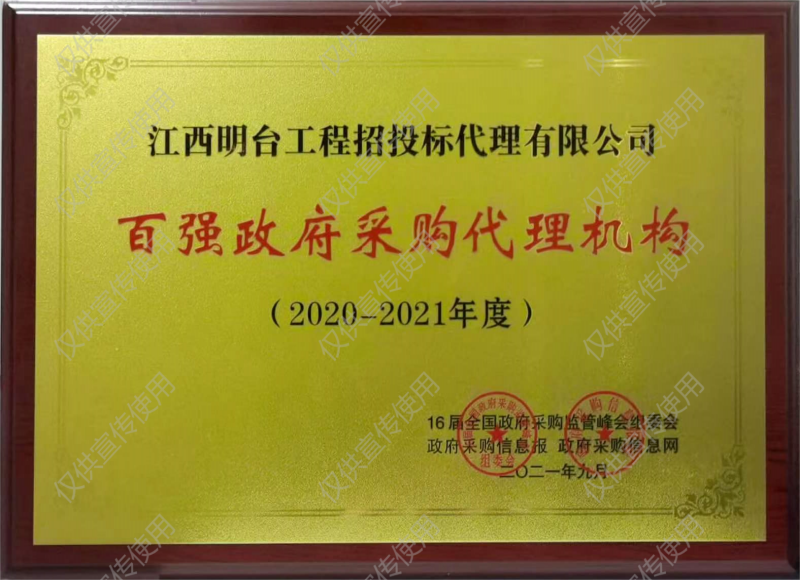 江西明台工程招投标代理有限公司
百强政府采购代理机构
（2020-2021年度）
16届全国政府采购监管峰会组委会
政府采购信息报 政府采购信息网
二〇二一年九月
组委会
仅供宣传使用